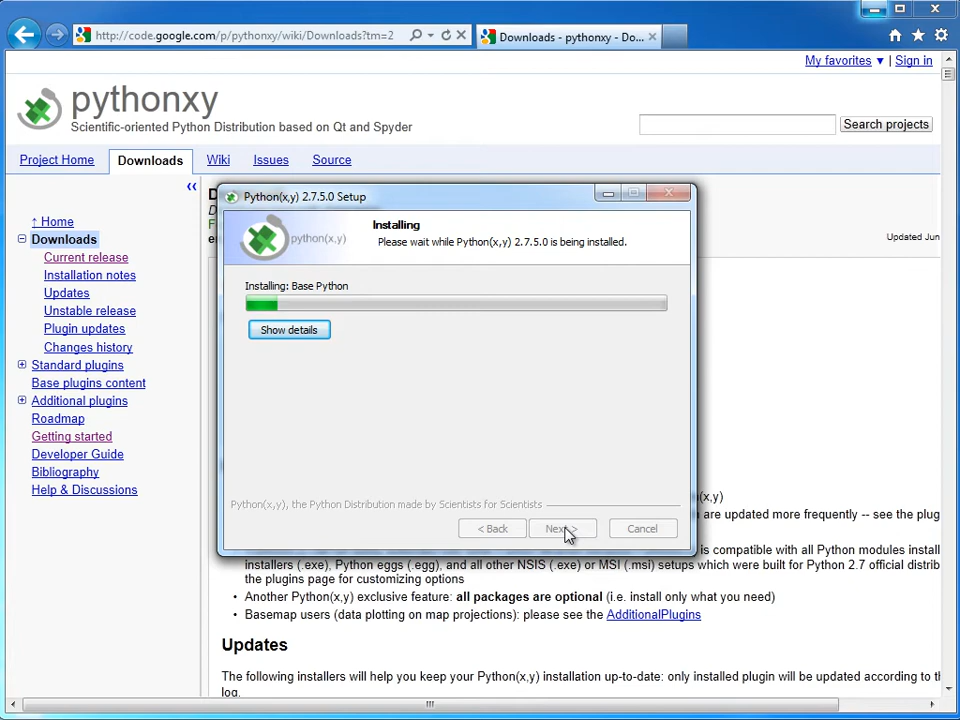 http://code.google.com/p/pythonxy/wiki/Downloads?tm=2
Downloads - pythonxy - Do...
My favorites ▼ | Sign in
pythonxy
Scientific-oriented Python Distribution based on Qt and Spyder
Search projects
Project Home
Downloads
Wiki
Issues
Source
Updated Jun
↑ Home
Downloads
Current release
Installation notes
Updates
Unstable release
Plugin updates
Changes history
Standard plugins
Base plugins content
Additional plugins
Roadmap
Getting started
Developer Guide
Bibliography
Help & Discussions
Python(x,y) 2.7.5.0 Setup
python(x,y)
Installing
Please wait while Python(x,y) 2.7.5.0 is being installed.
Installing: Base Python
Show details
Python(x,y), the Python Distribution made by Scientists for Scientists
< Back
Next >
Cancel
(x,y)
are updated more frequently -- see the plug
is compatible with all Python modules install
installers (.exe), Python eggs (.egg), and all other NSIS (.exe) or MSI (.msi) setups which were built for Python 2.7 official distrib
the plugins page for customizing options
• Another Python(x,y) exclusive feature: all packages are optional (i.e. install only what you need)
• Basemap users (data plotting on map projections): please see the AdditionalPlugins
Updates
The following installers will help you keep your Python(x,y) installation up-to-date: only installed plugin will be updated according to th
log.